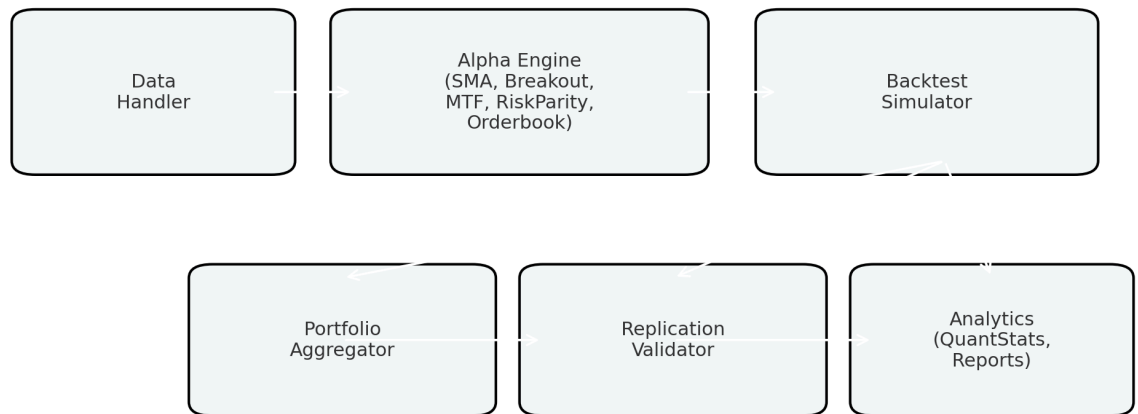 Data
Handler
Alpha Engine
(SMA, Breakout,
MTF, RiskParity,
Orderbook)
Backtest
Simulator
Portfolio
Aggregator
Replication
Validator
Analytics
(QuantStats,
Reports)